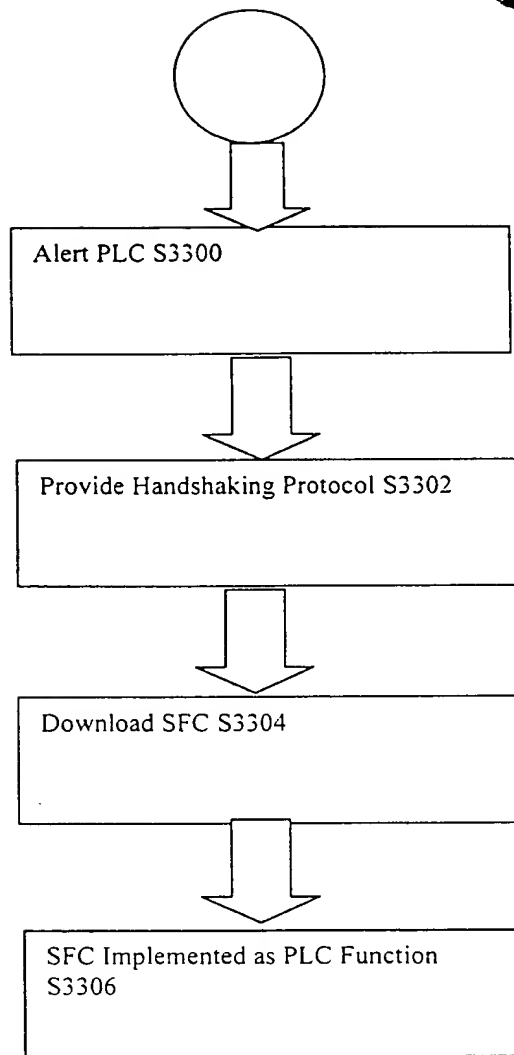 Alert PLC S3300
Provide Handshaking Protocol S3302
Download SFC S3304
SFC Implemented as PLC Function
S3306